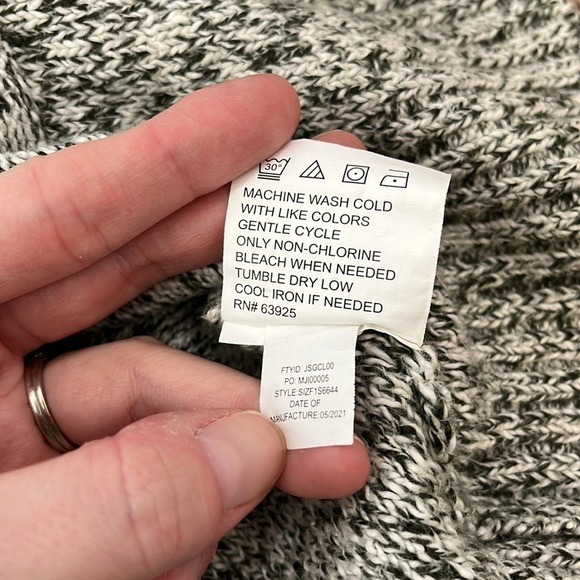 30°
MACHINE WASH COLD
WITH LIKE COLORS
GENTLE CYCLE
ONLY NON-CHLORINE
BLEACH WHEN NEEDED
TUMBLE DRY LOW
COOL IRON IF NEEDED
RN# 63925
FTYID: JSGCL00
PO: MJI00005
STYLE:SIZF1S6644
DATE OF
MANUFACTURE:05/2021